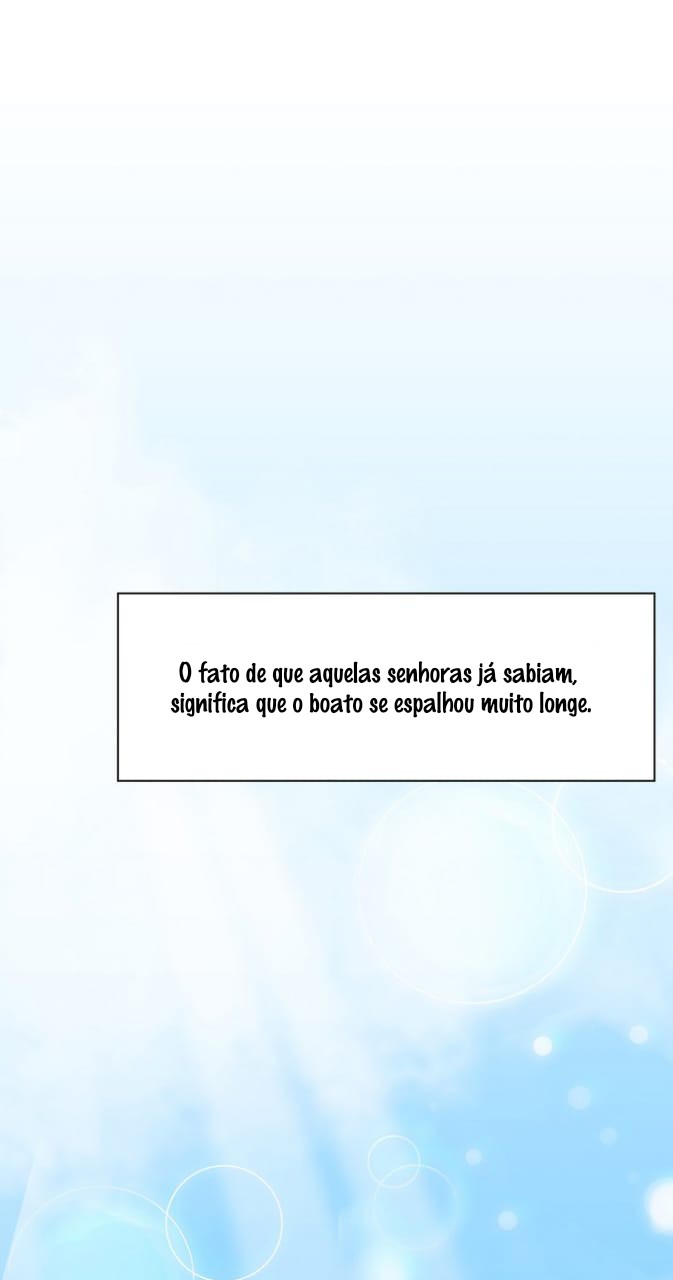 O fato de que aquelas senhoras já sabiam,
significa que o boato se espalhou muito longe.